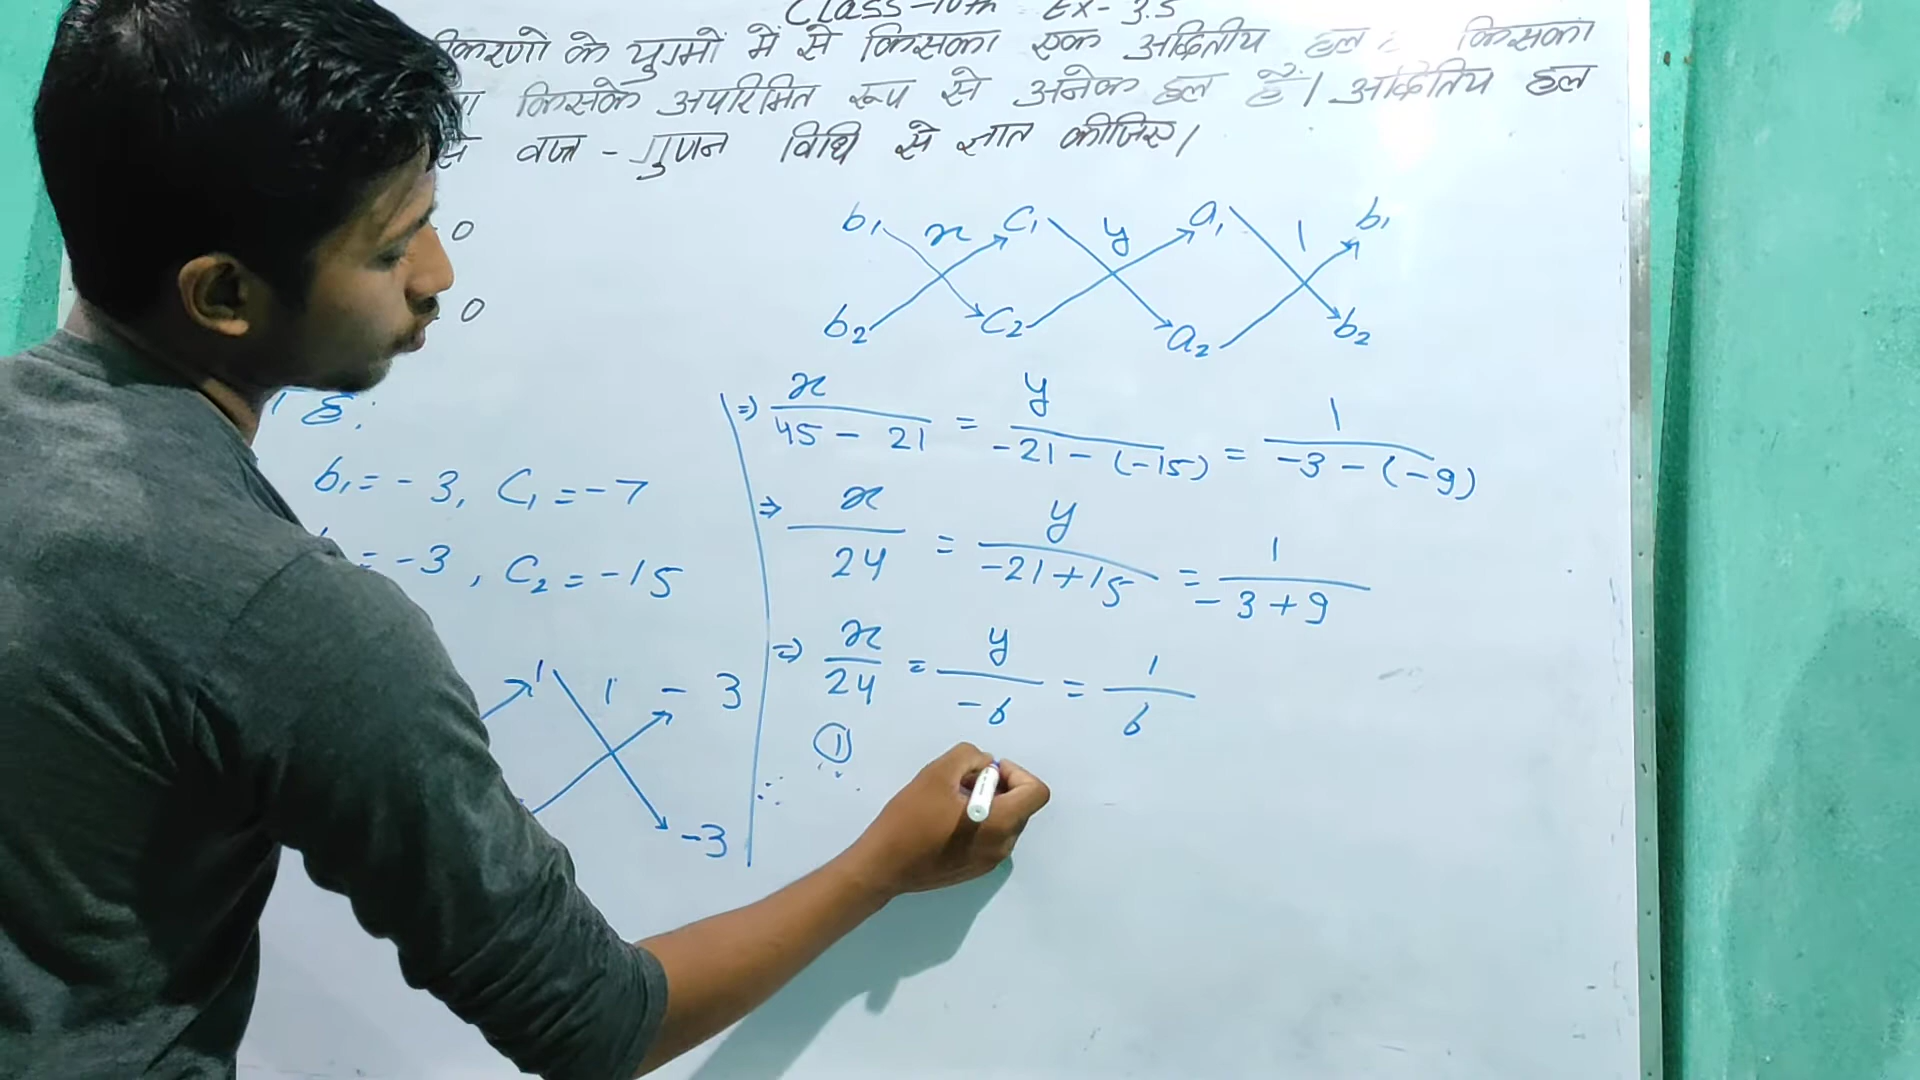 Class-10th Ex-3.5
के युग्मों में से किसका एक अद्वितीय हल किसका
किसके अपरिमित रूप से अनेक हल हैं। अद्वितिय हल
वज्र-गुणन विधि से ज्ञात कीजिए।
b₁ x c₁ y a₁ 1 b₁
0
b₂ c₂ a₂ b₂
0
है:
⇒ x/(45 - 21) = y/(-21 - (-15)) = 1/(-3 - (-9))
b₁ = -3, C₁ = -7
⇒ x/24 = y/(-21+15) = 1/(-3+9)
= -3, C₂ = -15
⇒ x/24 = y/-6 = 1/6
1 1 -3
①
∴
-3